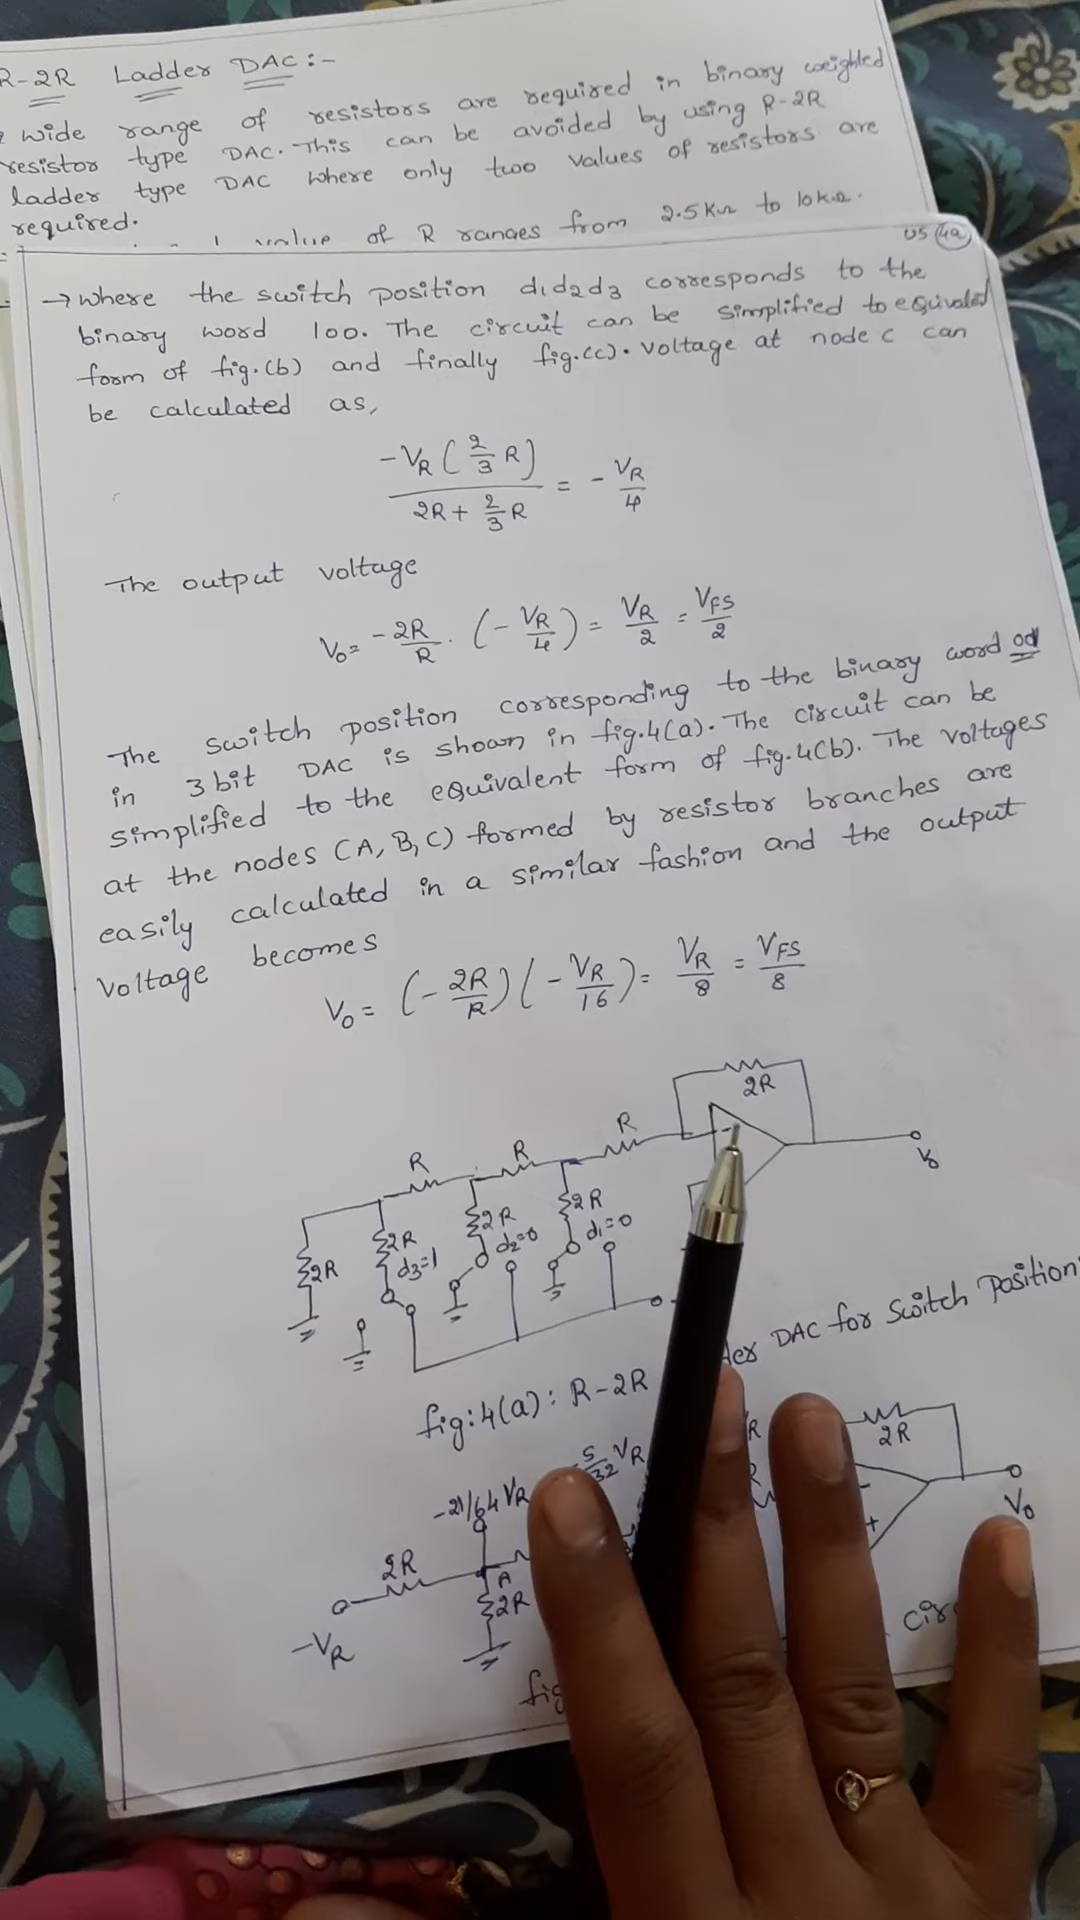 R-2R Ladder DAC:-
wide range of resistors are required in binary weighted
resistor type DAC. This can be avoided by using R-2R
ladder type DAC where only two values of resistors are
required.
value of R ranges from 2.5KΩ to 10KΩ.
U5 4a
→ where the switch position d1d2d3 corresponds to the
binary word 100. The circuit can be simplified to equivalent
form of fig.(b) and finally fig.(c). Voltage at node C can
be calculated as,
-VR(2/3 R) / (2R + 2/3 R) = - VR/4
The output voltage
V0 = -2R/R . (- VR/4) = VR/2 = VFS/2
The switch position corresponding to the binary word 001
in 3 bit DAC is shown in fig.4(a). The circuit can be
simplified to the equivalent form of fig.4(b). The voltages
at the nodes (A, B, C) formed by resistor branches are
easily calculated in a similar fashion and the output
voltage becomes
V0 = (- 2R/R) (- VR/16) = VR/8 = VFS/8
2R
R R R
-
V0
2R 2R 2R 2R
d3=1 d2=0 d1=0
fig:4(a): R-2R DAC for switch position
-21/64 VR
5/32 VR
R
2R
2R
A
2R
-
+
V0
-VR